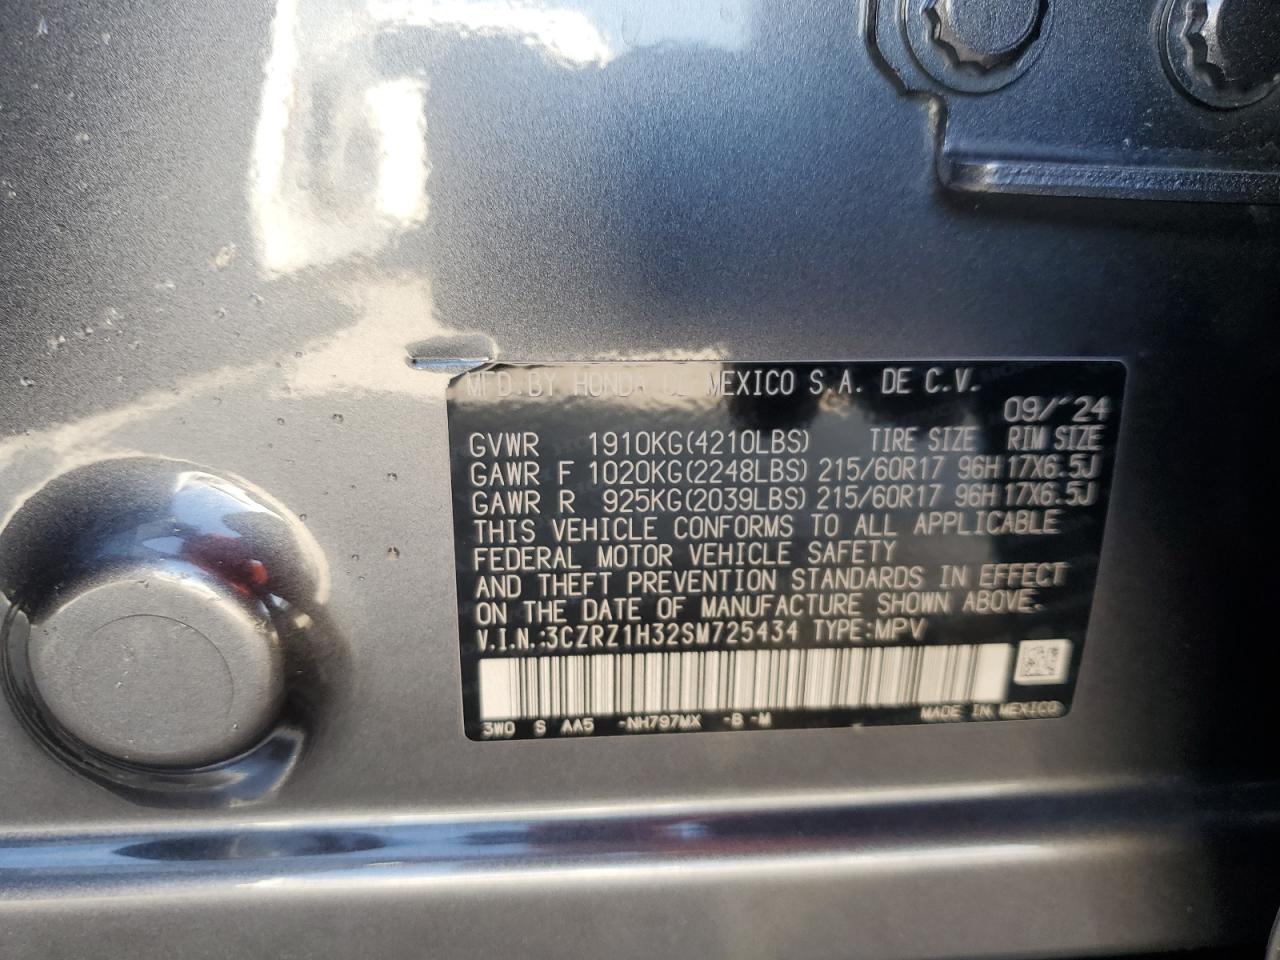 MFD. BY HONDA DE MEXICO S.A. DE C.V.
09/ 24
GVWR 1910KG(4210LBS) TIRE SIZE RIM SIZE
GAWR F 1020KG(2248LBS) 215/60R17 96H 17X6.5J
GAWR R 925KG(2039LBS) 215/60R17 96H 17X6.5J
THIS VEHICLE CONFORMS TO ALL APPLICABLE
FEDERAL MOTOR VEHICLE SAFETY
AND THEFT PREVENTION STANDARDS IN EFFECT
ON THE DATE OF MANUFACTURE SHOWN ABOVE.
V.I.N.:3CZRZ1H32SM725434 TYPE:MPV
3W0 S AA5 -NH797MX -B -M MADE IN MEXICO